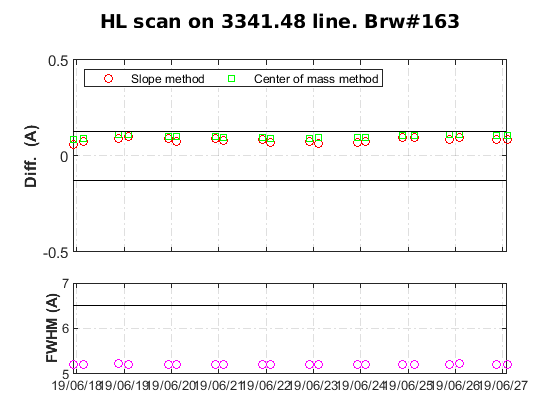 HL scan on 3341.48 line. Brw#163
0.5
Slope method
Center of mass method
Diff. (A)
0
-0.5
7
FWHM (A)
6
5
19/06/18 19/06/19 19/06/20 19/06/21 19/06/22 19/06/23 19/06/24 19/06/25 19/06/26 19/06/27